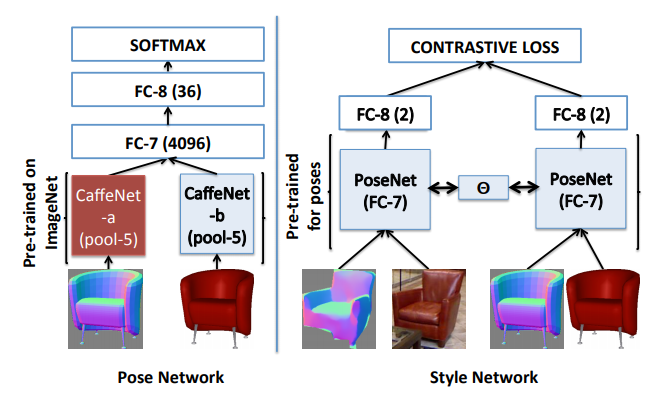 SOFTMAX
FC-8 (36)
FC-7 (4096)
Pre-trained on
ImageNet
CaffeNet
-a
(pool-5)
CaffeNet
-b
(pool-5)
Pose Network
CONTRASTIVE LOSS
FC-8 (2)
FC-8 (2)
Pre-trained
for poses
PoseNet
(FC-7)
Θ
PoseNet
(FC-7)
Style Network